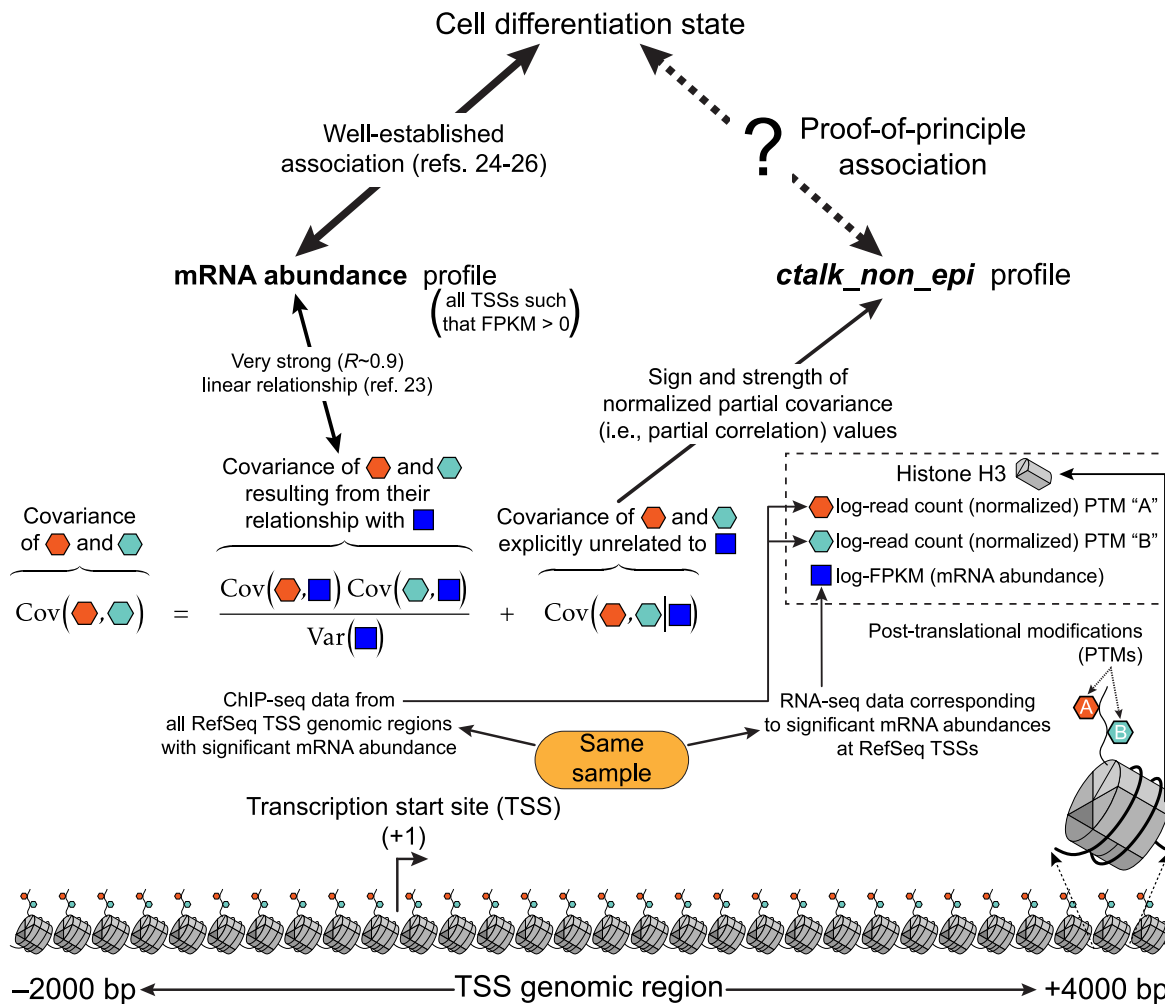 Cell differentiation state
Well-established
association (refs. 24-26)
?
Proof-of-principle
association
mRNA abundance profile
(all TSSs such
that FPKM > 0)
ctalk_non_epi profile
Very strong (R~0.9)
linear relationship (ref. 23)
Sign and strength of
normalized partial covariance
(i.e., partial correlation) values
Covariance
of and
Covariance of and
resulting from their
relationship with
Covariance of and
explicitly unrelated to
Cov( , ) = Cov( , ) Cov( , ) + Cov( , | )
Var( )
Histone H3
log-read count (normalized) PTM “A”
log-read count (normalized) PTM “B”
log-FPKM (mRNA abundance)
Post-translational modifications
(PTMs)
A
B
ChIP-seq data from
all RefSeq TSS genomic regions
with significant mRNA abundance
Same
sample
RNA-seq data corresponding
to significant mRNA abundances
at RefSeq TSSs
Transcription start site (TSS)
(+1)
–2000 bp
TSS genomic region
+4000 bp